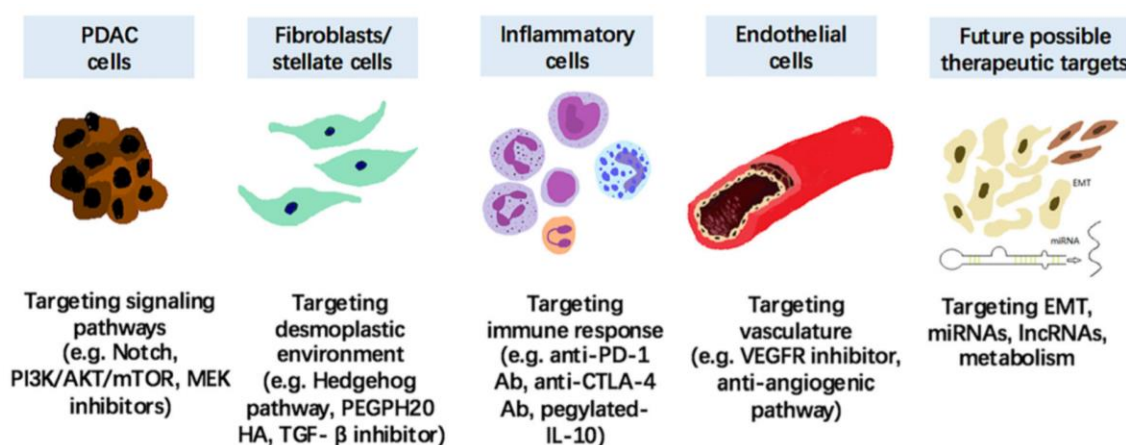 PDAC
cells
Fibroblasts/
stellate cells
Inflammatory
cells
Endothelial
cells
Future possible
therapeutic targets
EMT
miRNA
Targeting signaling
pathways
(e.g. Notch,
PI3K/AKT/mTOR, MEK
inhibitors)
Targeting
desmoplastic
environment
(e.g. Hedgehog
pathway, PEGPH20
HA, TGF- β inhibitor)
Targeting
immune response
(e.g. anti-PD-1
Ab, anti-CTLA-4
Ab, pegylated-
IL-10)
Targeting
vasculature
(e.g. VEGFR inhibitor,
anti-angiogenic
pathway)
Targeting EMT,
miRNAs, lncRNAs,
metabolism